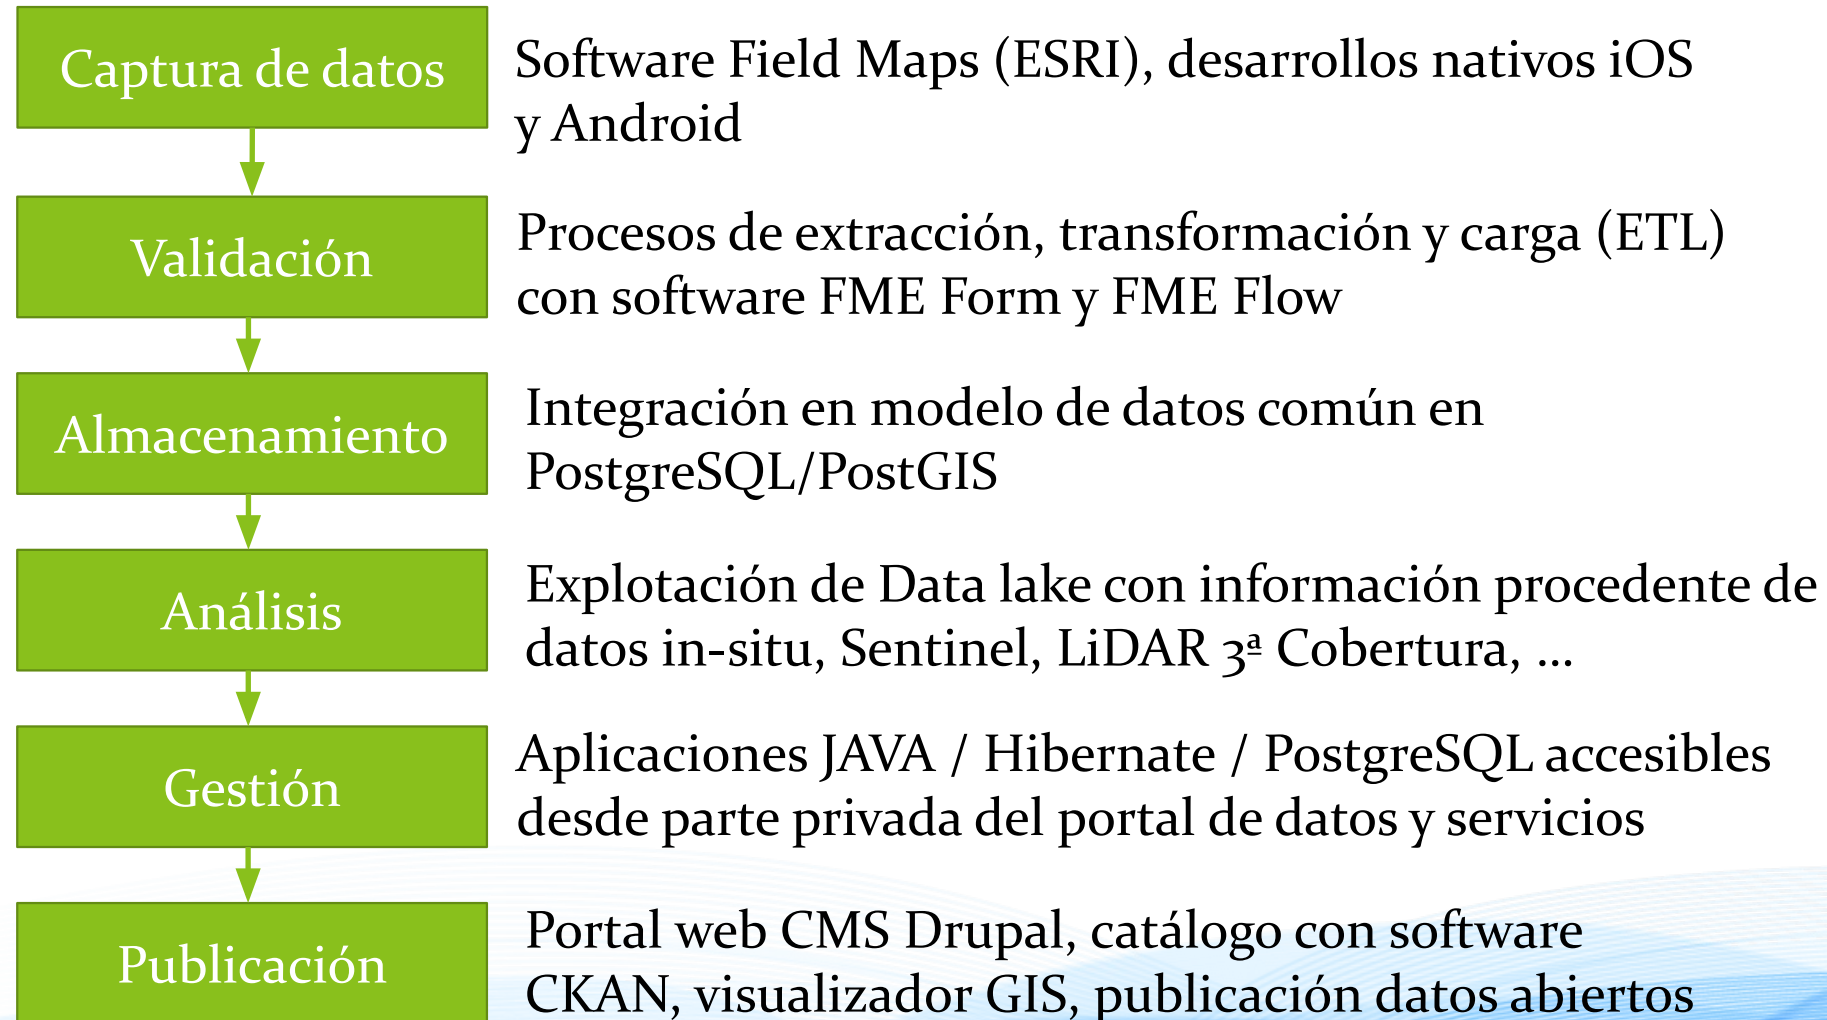 Captura de datos
Software Field Maps (ESRI), desarrollos nativos iOS
y Android
Validación
Procesos de extracción, transformación y carga (ETL)
con software FME Form y FME Flow
Almacenamiento
Integración en modelo de datos común en
PostgreSQL/PostGIS
Análisis
Explotación de Data lake con información procedente de
datos in-situ, Sentinel, LiDAR 3ª Cobertura, ...
Gestión
Aplicaciones JAVA / Hibernate / PostgreSQL accesibles
desde parte privada del portal de datos y servicios
Publicación
Portal web CMS Drupal, catálogo con software
CKAN, visualizador GIS, publicación datos abiertos